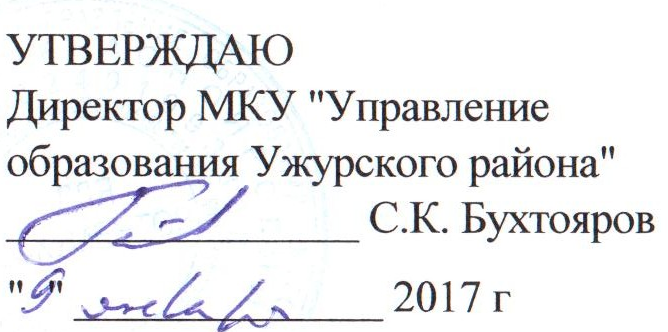 УТВЕРЖДАЮ
Директор МКУ "Управление
образования Ужурского района"
С.К. Бухтояров
"9" января 2017 г